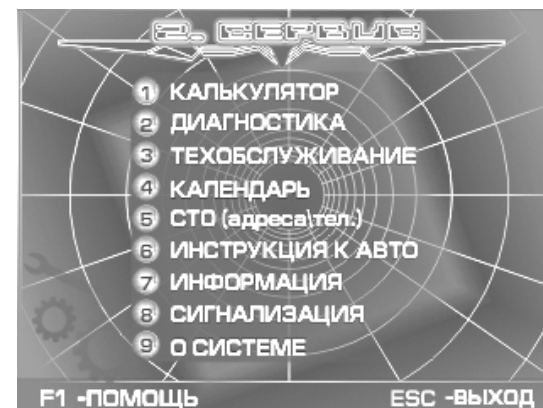 2. СЕРВИС
1 КАЛЬКУЛЯТОР
2 ДИАГНОСТИКА
3 ТЕХОБСЛУЖИВАНИЕ
4 КАЛЕНДАРЬ
5 СТО (адреса\тел.)
6 ИНСТРУКЦИЯ К АВТО
7 ИНФОРМАЦИЯ
8 СИГНАЛИЗАЦИЯ
9 О СИСТЕМЕ
F1 -ПОМОЩЬ ESC -ВЫХОД